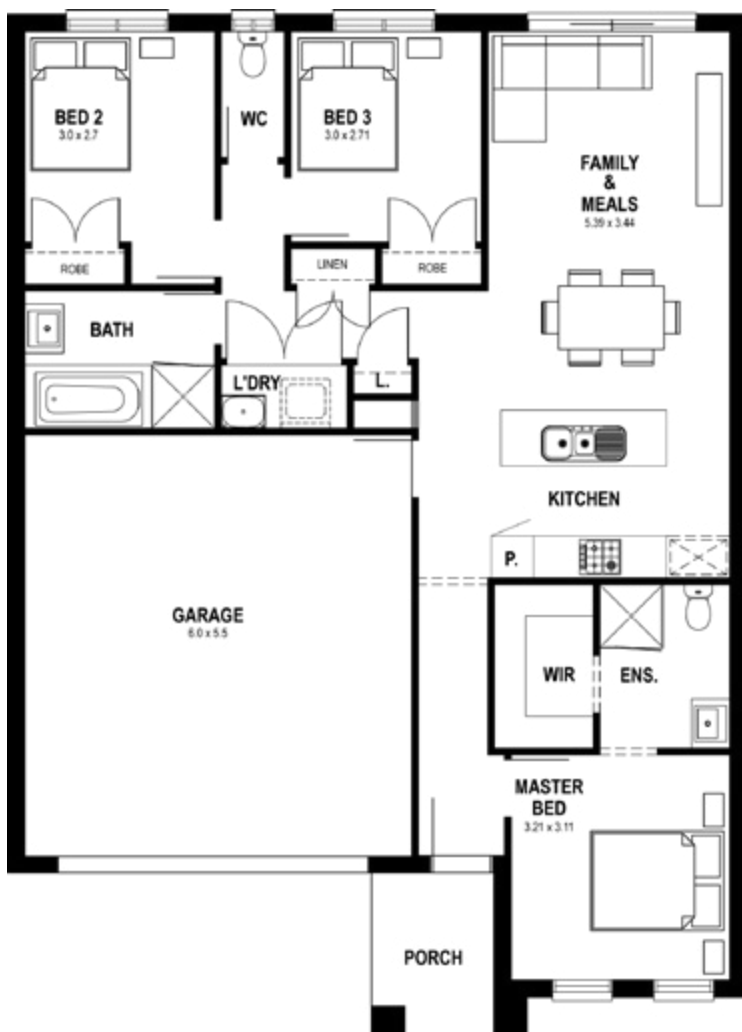 BED 2
3.0 x 2.7
WC
BED 3
3.0 x 2.71
FAMILY
&
MEALS
5.39 x 3.44
ROBE
LINEN
ROBE
BATH
L'DRY
L.
KITCHEN
P.
GARAGE
6.0 x 5.5
WIR
ENS.
MASTER
BED
3.21 x 3.11
PORCH